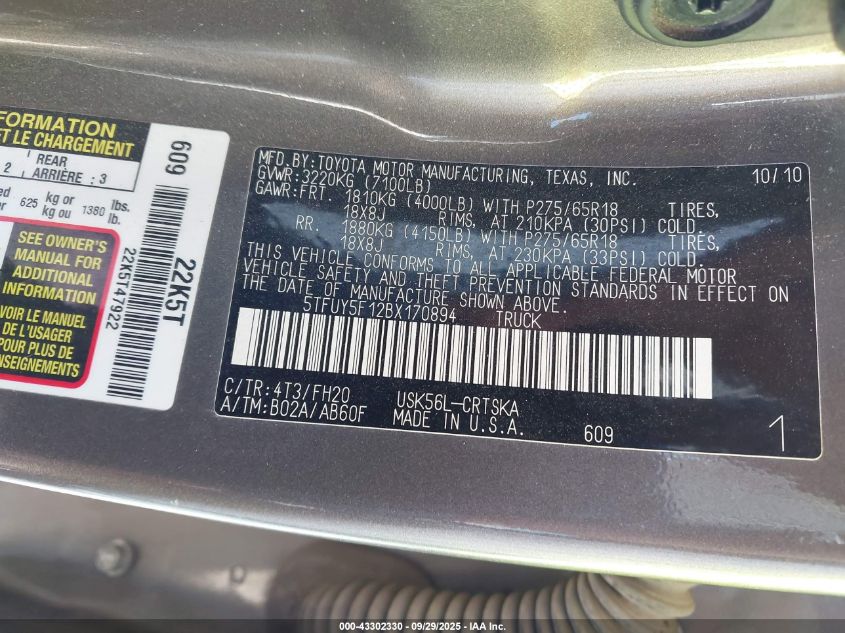 FORMATION
ST LE CHARGEMENT
2 REAR ARRIÈRE : 3
625 kg or kg ou 1380 lbs. lb.
SEE OWNER'S
MANUAL FOR
ADDITIONAL
INFORMATION
VOIR LE MANUEL
DE L'USAGER
POUR PLUS DE
NSEIGNEMENTS
609
22K5T
22K5T47922
MFD.BY:TOYOTA MOTOR MANUFACTURING, TEXAS, INC. 10/10
GVWR:3220KG (7100LB)
GAWR:FRT. 1810KG (4000LB) WITH P275/65R18 TIRES,
18X8J RIMS, AT 210KPA (30PSI) COLD.
RR. 1880KG (4150LB) WITH P275/65R18 TIRES,
18X8J RIMS, AT 230KPA (33PSI) COLD.
THIS VEHICLE CONFORMS TO ALL APPLICABLE FEDERAL MOTOR
VEHICLE SAFETY AND THEFT PREVENTION STANDARDS IN EFFECT ON
THE DATE OF MANUFACTURE SHOWN ABOVE.
5TFUY5F12BX170894 TRUCK
C/TR:4T3/FH20 USK56L-CRTSKA
A/TM:B02A/AB60F MADE IN U.S.A. 609 1
000-43302330 - 09/29/2025 - IAA, Inc.